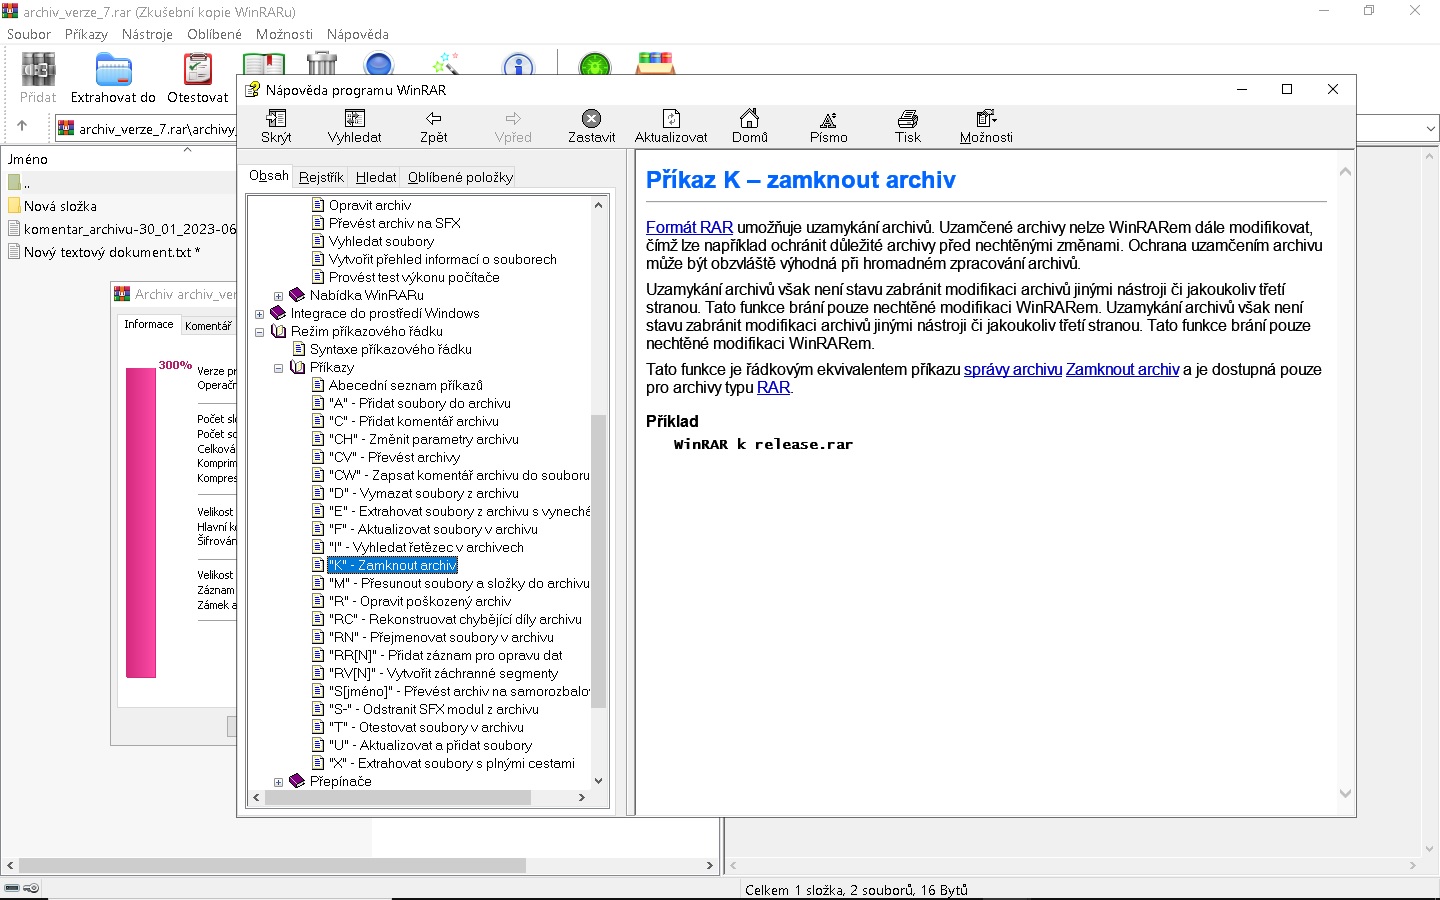 archiv_verze_7.rar (Zkušební kopie WinRARu)
Soubor Příkazy Nástroje Oblíbené Možnosti Nápověda
Přidat Extrahovat do Otestovat
archiv_verze_7.rar\archivy_
Jméno
..
Nová složka
komentar_archivu-30_01_2023-06
Nový textový dokument.txt *
Archiv archiv_ver
Informace Komentář
300%
Verze pr
Operačn
Počet slo
Počet so
Celková
Komprim
Kompres
Velikost
Hlavní k
Šifrován
Velikost
Záznam
Zámek a
Celkem 1 složka, 2 souborů, 16 Bytů
Nápověda programu WinRAR
Skrýt Vyhledat Zpět Vpřed Zastavit Aktualizovat Domů Písmo Tisk Možnosti
Obsah Rejstřík Hledat Oblíbené položky
Opravit archiv
Převést archiv na SFX
Vyhledat soubory
Vytvořit přehled informací o souborech
Provést test výkonu počítače
Nabídka WinRARu
Integrace do prostředí Windows
Režim příkazového řádku
Syntaxe příkazového řádku
Příkazy
Abecední seznam příkazů
"A" - Přidat soubory do archivu
"C" - Přidat komentář archivu
"CH" - Změnit parametry archivu
"CV" - Převést archivy
"CW" - Zapsat komentář archivu do souboru
"D" - Vymazat soubory z archivu
"E" - Extrahovat soubory z archivu s vynechá
"F" - Aktualizovat soubory v archivu
"I" - Vyhledat řetězec v archivech
"K" - Zamknout archiv
"M" - Přesunout soubory a složky do archivu
"R" - Opravit poškozený archiv
"RC" - Rekonstruovat chybějící díly archivu
"RN" - Přejmenovat soubory v archivu
"RR[N]" - Přidat záznam pro opravu dat
"RV[N]" - Vytvořit záchranné segmenty
"S[jméno]" - Převést archiv na samorozbalov
"S-" - Odstranit SFX modul z archivu
"T" - Otestovat soubory v archivu
"U" - Aktualizovat a přidat soubory
"X" - Extrahovat soubory s plnými cestami
Přepínače
Příkaz K – zamknout archiv
Formát RAR umožňuje uzamykání archivů. Uzamčené archivy nelze WinRARem dále modifikovat,
čímž lze například ochránit důležité archivy před nechtěnými změnami. Ochrana uzamčením archivu
může být obzvláště výhodná při hromadném zpracování archivů.
Uzamykání archivů však není stavu zabránit modifikaci archivů jinými nástroji či jakoukoliv třetí
stranou. Tato funkce brání pouze nechtěné modifikaci WinRARem. Uzamykání archivů však není
stavu zabránit modifikaci archivů jinými nástroji či jakoukoliv třetí stranou. Tato funkce brání pouze
nechtěné modifikaci WinRARem.
Tato funkce je řádkovým ekvivalentem příkazu správy archivu Zamknout archiv a je dostupná pouze
pro archivy typu RAR.
Příklad
WinRAR k release.rar